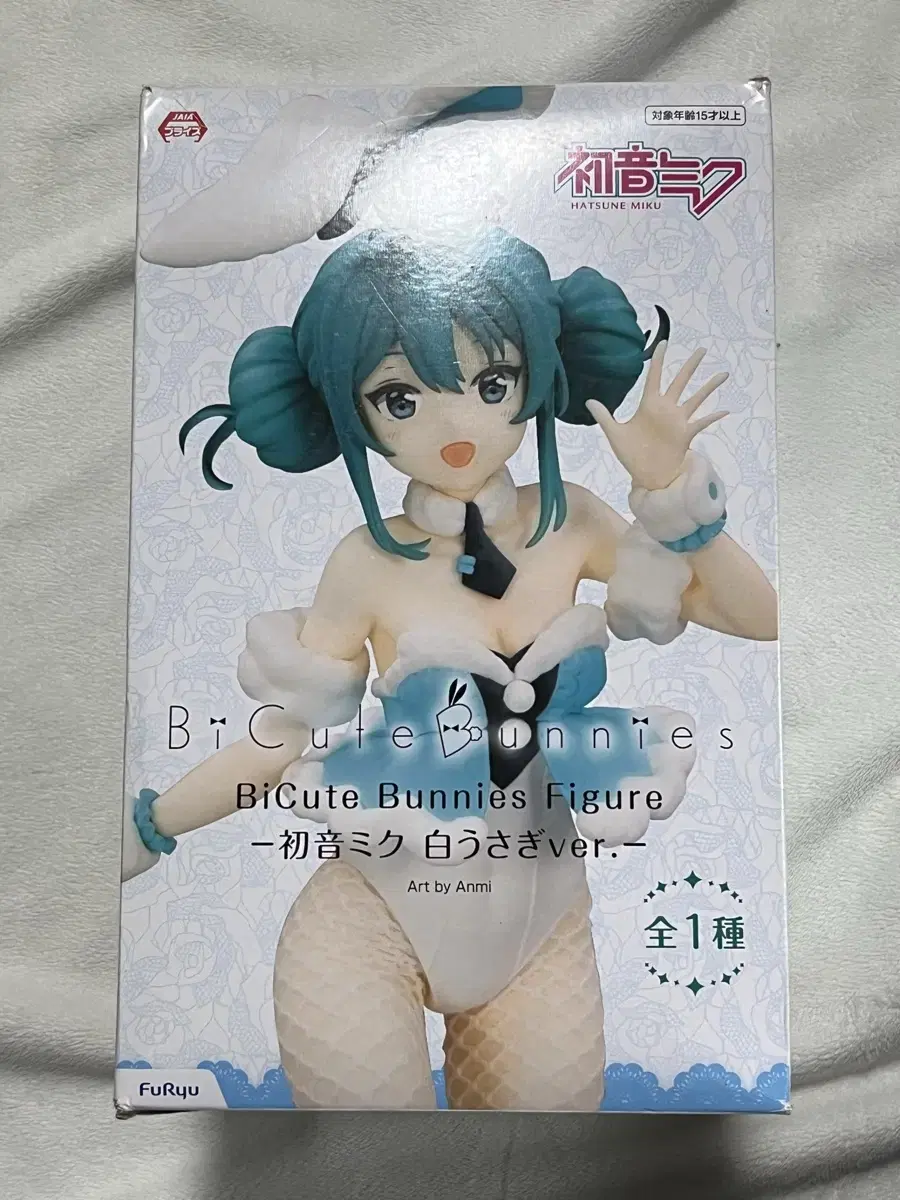 JAIA
プライズ
対象年齢15才以上
初音ミク
HATSUNE MIKU
BiCute Bunnies
BiCute Bunnies Figure
－初音ミク 白うさぎver.－
Art by Anmi
全1種
FuRyu